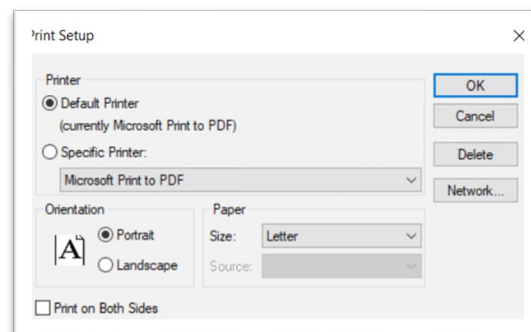 Print Setup
Printer
Default Printer
(currently Microsoft Print to PDF)
Specific Printer:
Microsoft Print to PDF
OK
Cancel
Delete
Network...
Orientation
A
Portrait
Landscape
Paper
Size: Letter
Source:
Print on Both Sides